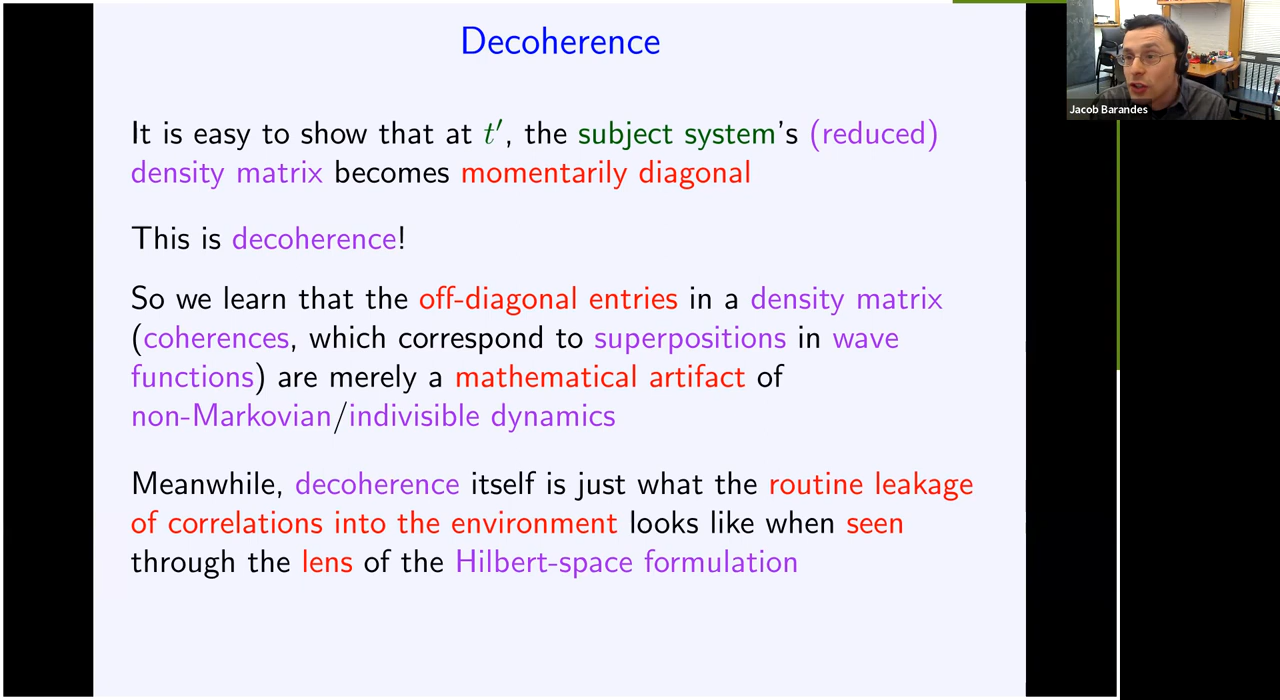 Decoherence
Jacob Barandes
It is easy to show that at t′, the subject system's (reduced)
density matrix becomes momentarily diagonal
This is decoherence!
So we learn that the off-diagonal entries in a density matrix
(coherences, which correspond to superpositions in wave
functions) are merely a mathematical artifact of
non-Markovian/indivisible dynamics
Meanwhile, decoherence itself is just what the routine leakage
of correlations into the environment looks like when seen
through the lens of the Hilbert-space formulation